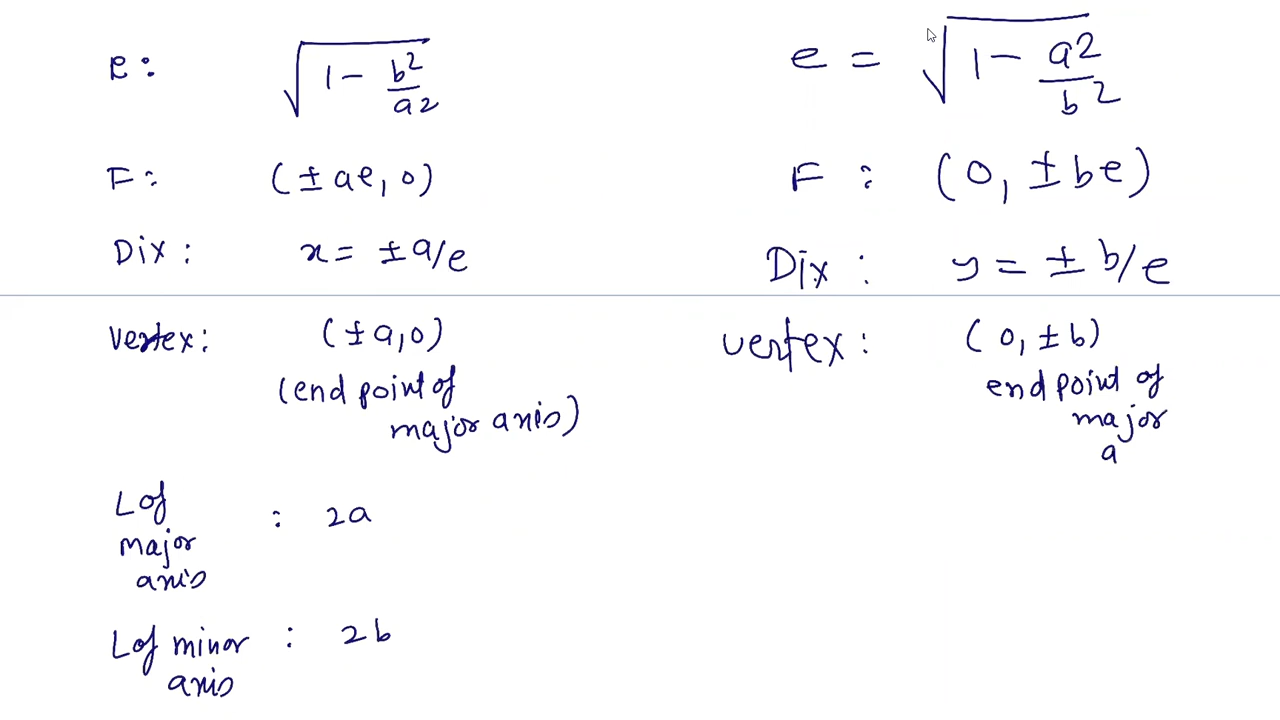 e : √(1 - b²/a²)
F : (± ae, 0)
Dix : x = ± a/e
vertex : (± a, 0)
(end point of
major axis)
L of
major
axis : 2a
L of minor
axis : 2b
e = √(1 - a²/b²)
F : (0, ± be)
Dix : y = ± b/e
vertex : (0, ± b)
end point of
major
a